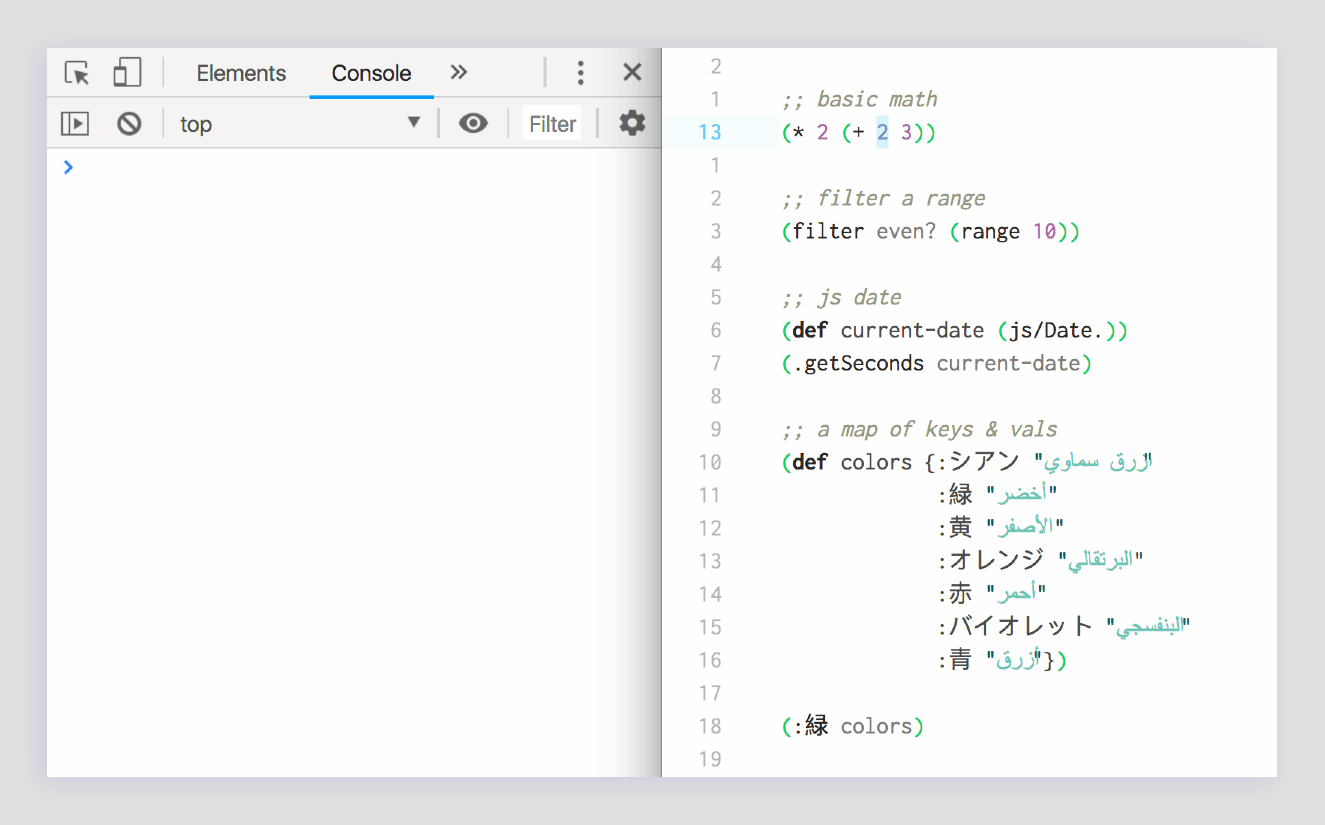 Elements Console
top Filter
2
1 ;; basic math
13 (* 2 (+ 2 3))
1
2 ;; filter a range
3 (filter even? (range 10))
4
5 ;; js date
6 (def current-date (js/Date.))
7 (.getSeconds current-date)
8
9 ;; a map of keys & vals
10 (def colors {:シアン "أزرق سماوي"
11 :緑 "أخضر"
12 :黄 "الأصفر"
13 :オレンジ "البرتقالي"
14 :赤 "أحمر"
15 :バイオレット "البنفسجي"
16 :青 "أزرق"})
17
18 (:緑 colors)
19